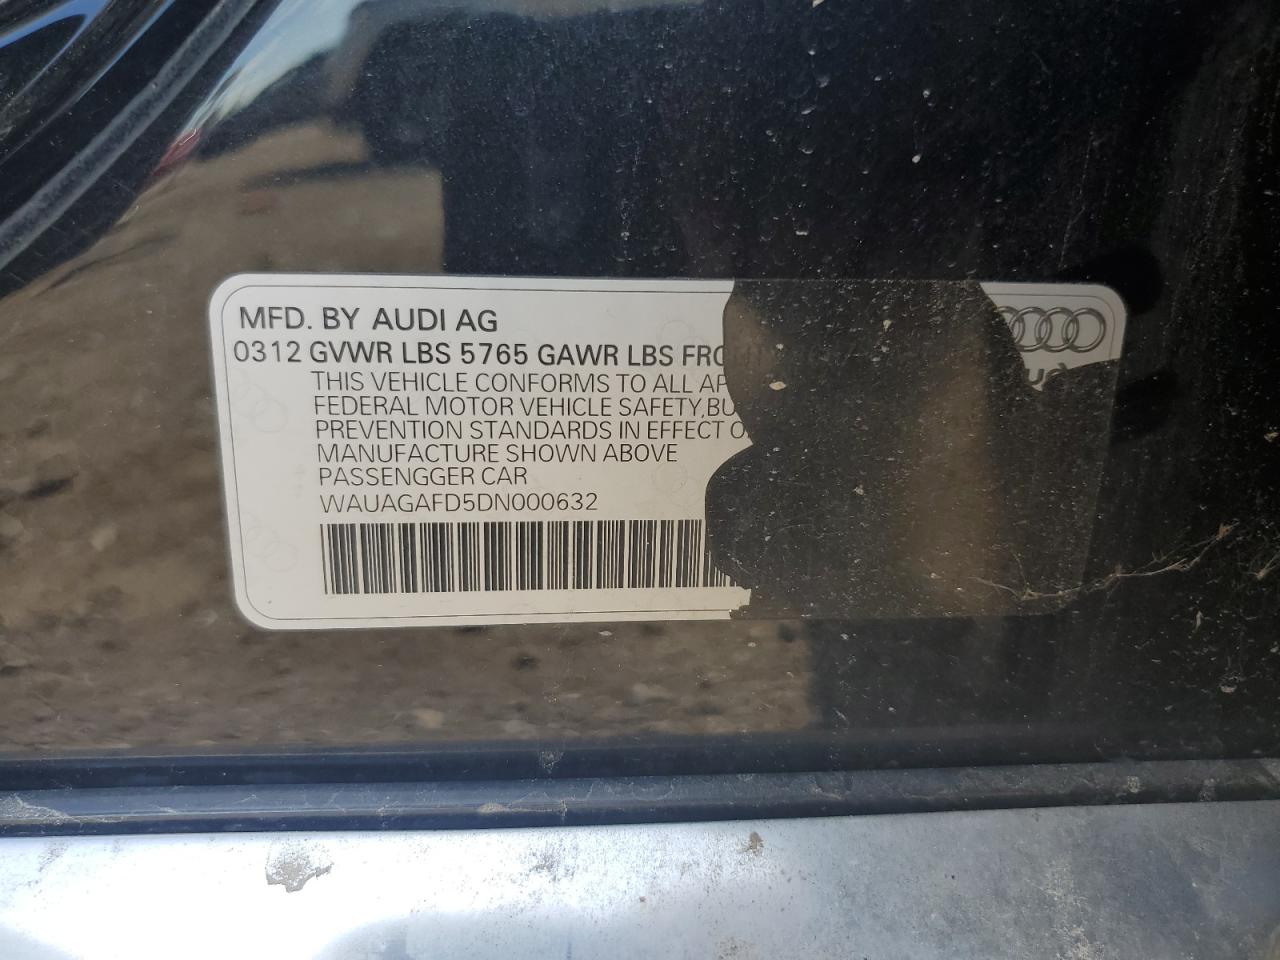 MFD. BY AUDI AG
0312 GVWR LBS 5765 GAWR LBS
THIS VEHICLE CONFORMS TO ALL
FEDERAL MOTOR VEHICLE SAFETY,
PREVENTION STANDARDS IN EFFECT
MANUFACTURE SHOWN ABOVE
PASSENGGER CAR
WAUAGAFD5DN000632